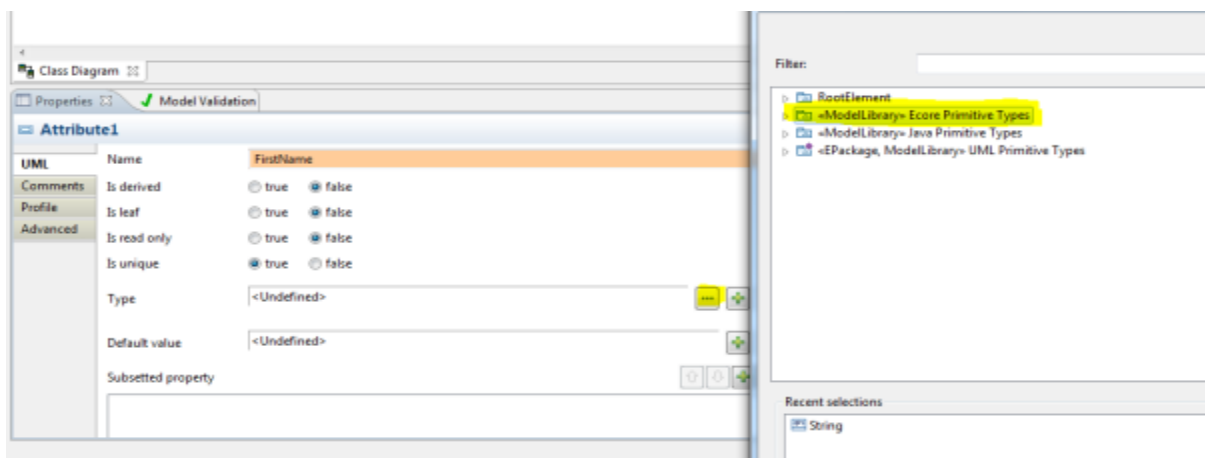 Class Diagram
Properties Model Validation
Attribute1
UML
Comments
Profile
Advanced
Name FirstName
Is derived true false
Is leaf true false
Is read only true false
Is unique true false
Type <Undefined> ...
Default value <Undefined>
Subsetted property
Filter:
RootElement
«ModelLibrary» Ecore Primitive Types
«ModelLibrary» Java Primitive Types
«EPackage, ModelLibrary» UML Primitive Types
Recent selections
String